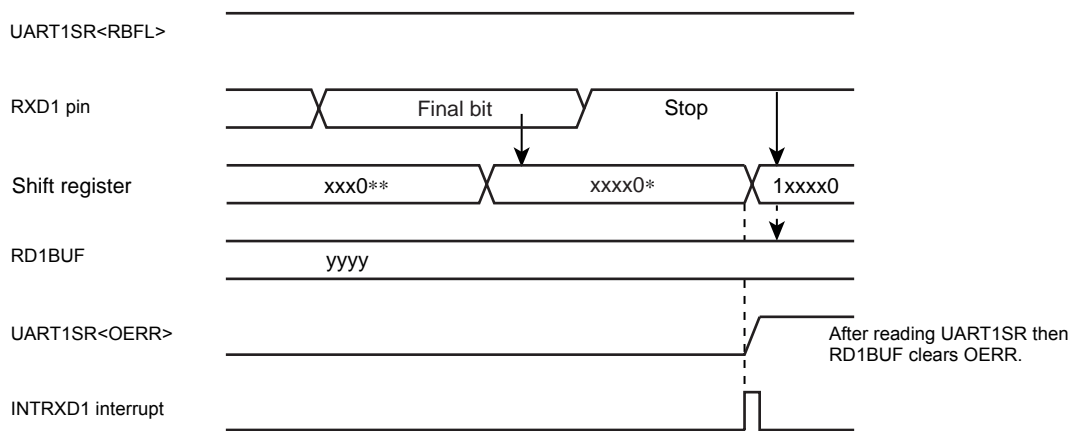 UART1SR<RBFL>
RXD1 pin
Final bit
Stop
Shift register
xxx0**
xxxx0*
1xxxx0
RD1BUF
yyyy
UART1SR<OERR>
After reading UART1SR then
RD1BUF clears OERR.
INTRXD1 interrupt